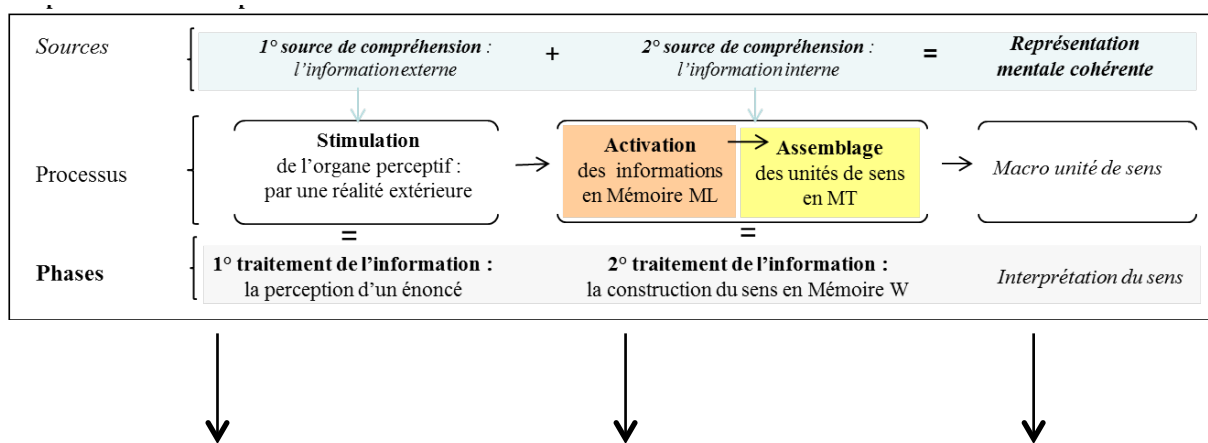 Sources
1° source de compréhension :
l'information externe
+
2° source de compréhension :
l'information interne
=
Représentation
mentale cohérente
Processus
Stimulation
de l'organe perceptif :
par une réalité extérieure
Activation
des informations
en Mémoire ML
Assemblage
des unités de sens
en MT
Macro unité de sens
=
=
Phases
1° traitement de l'information :
la perception d'un énoncé
2° traitement de l'information :
la construction du sens en Mémoire W
Interprétation du sens